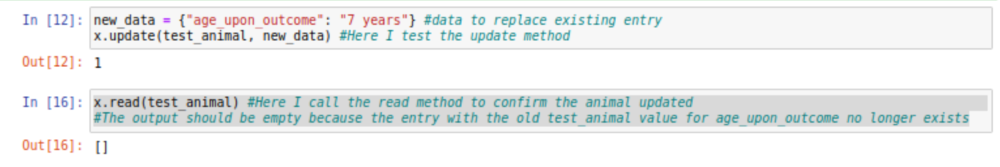 In [12]: new_data = {"age_upon_outcome": "7 years"} #data to replace existing entry
x.update(test_animal, new_data) #Here I test the update method
Out[12]: 1
In [16]: x.read(test_animal) #Here I call the read method to confirm the animal updated
#The output should be empty because the entry with the old test_animal value for age_upon_outcome no longer exists
Out[16]: []